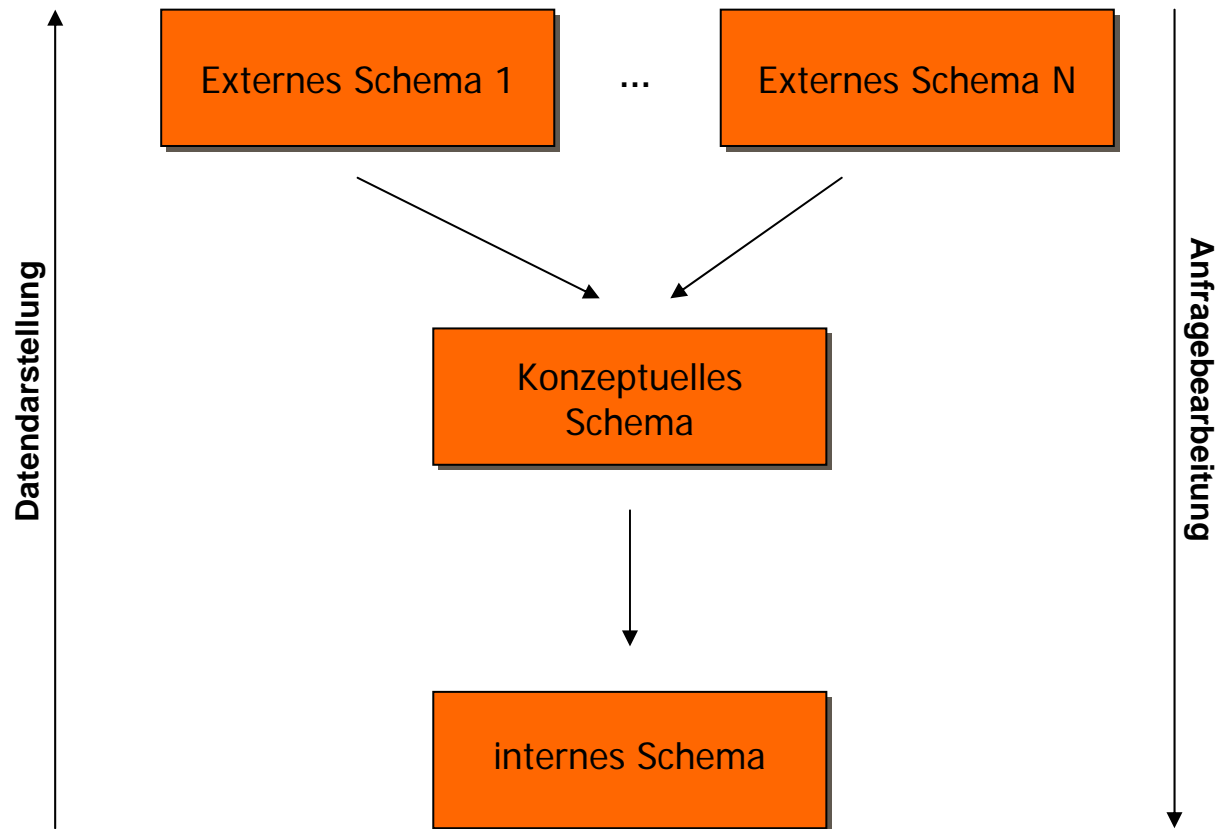 Externes Schema 1
...
Externes Schema N
Datendarstellung
Anfragebearbeitung
Konzeptuelles
Schema
internes Schema